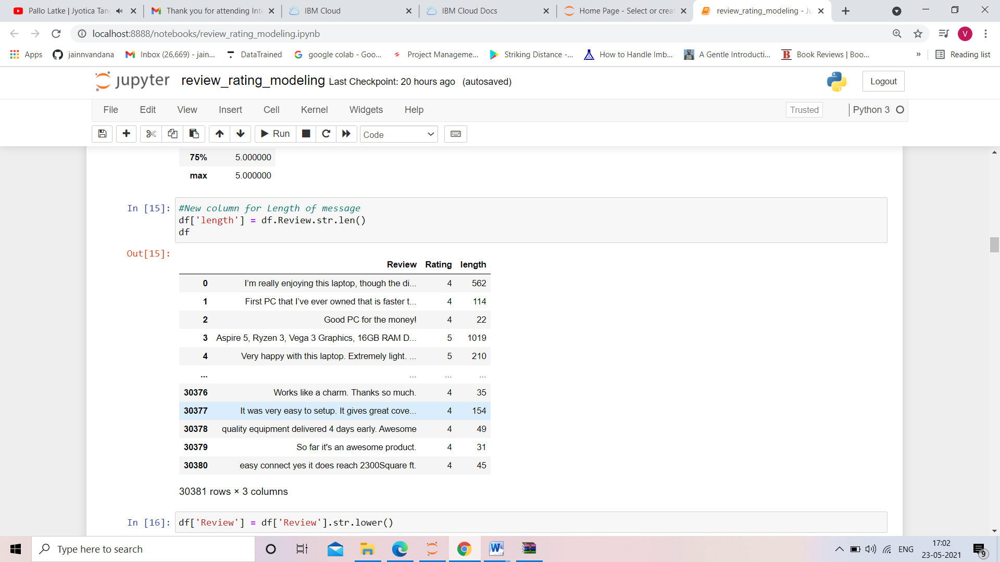 Pallo Latke | Jyotica Tan
Thank you for attending Inte
IBM Cloud
IBM Cloud Docs
Home Page - Select or creat
review_rating_modeling - Ju
localhost:8888/notebooks/review_rating_modeling.ipynb
V
Apps
jainnvandana
Inbox (26,669) - jain...
DataTrained
google colab - Goo...
Project Manageme...
Striking Distance -...
How to Handle Imb...
A Gentle Introducti...
B Book Reviews | Boo...
»
Reading list
jupyter review_rating_modeling Last Checkpoint: 20 hours ago (autosaved)
Logout
File Edit View Insert Cell Kernel Widgets Help
Trusted
Python 3
Run
Code
75% 5.000000
max 5.000000
In [15]: #New column for Length of message
df['length'] = df.Review.str.len()
df
Out[15]:
Review Rating length
0 I’m really enjoying this laptop, though the di... 4 562
1 First PC that I’ve ever owned that is faster t... 4 114
2 Good PC for the money! 4 22
3 Aspire 5, Ryzen 3, Vega 3 Graphics, 16GB RAM D... 5 1019
4 Very happy with this laptop. Extremely light. ... 5 210
... ... ... ...
30376 Works like a charm. Thanks so much. 4 35
30377 It was very easy to setup. It gives great cove... 4 154
30378 quality equipment delivered 4 days early. Awesome 4 49
30379 So far it's an awesome product. 4 31
30380 easy connect yes it does reach 2300Square ft. 4 45
30381 rows × 3 columns
In [16]: df['Review'] = df['Review'].str.lower()
Type here to search
W
ENG
17:02
23-05-2021
9